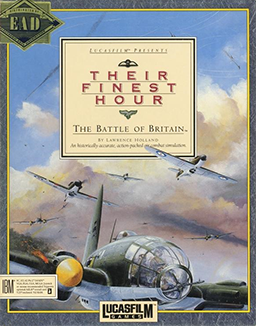 EAD
LUCASFILM PRESENTS
THEIR
FINEST
HOUR
THE BATTLE OF BRITAIN™
BY LAWRENCE HOLLAND
An historically accurate, action-packed air combat simulation.
IBM
LUCASFILM
GAMES